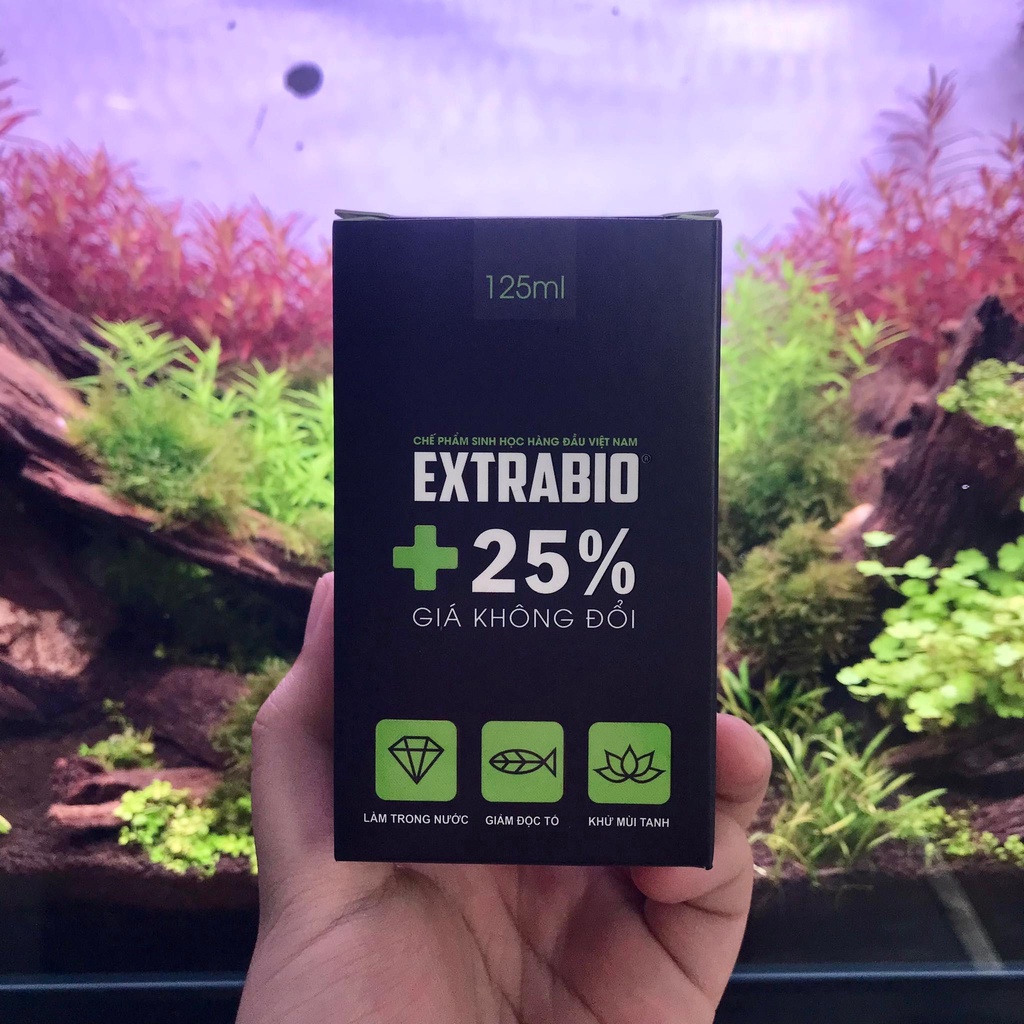 125ml
CHẾ PHẨM SINH HỌC HÀNG ĐẦU VIỆT NAM
EXTRABIO®
+ 25%
GIÁ KHÔNG ĐỔI
LÀM TRONG NƯỚC
GIẢM ĐỘC TỐ
KHỬ MÙI TANH